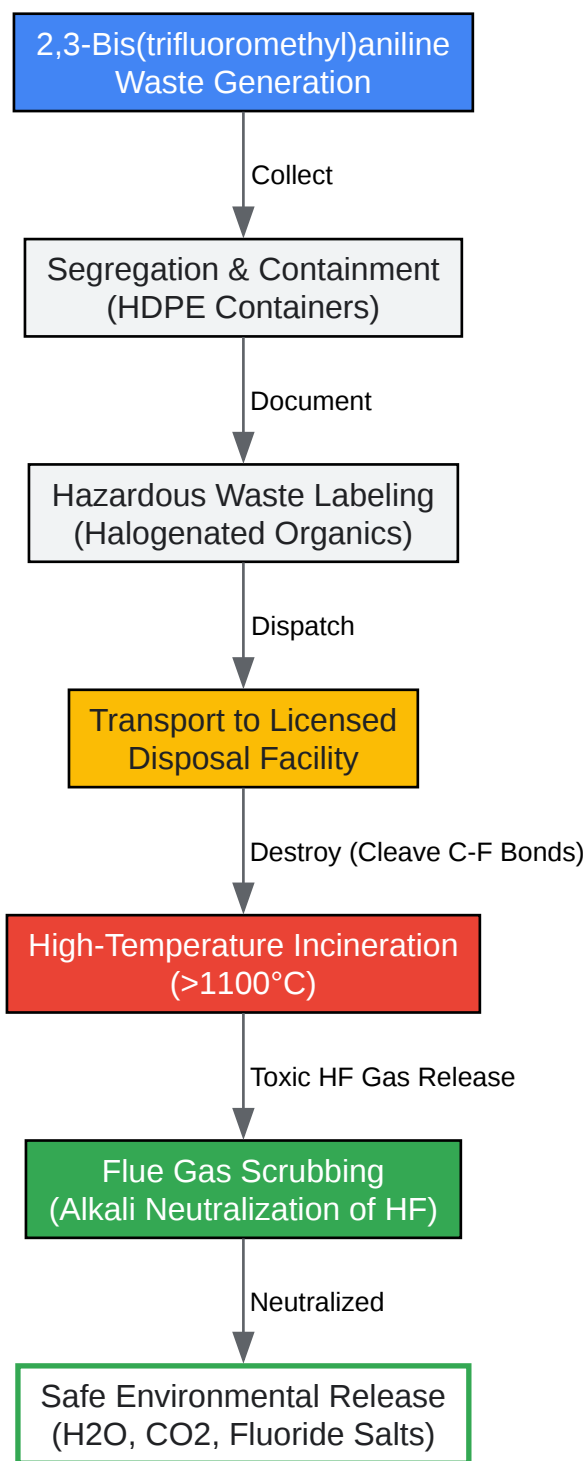 2,3-Bis(trifluoromethyl)aniline
Waste Generation
Collect
Segregation & Containment
(HDPE Containers)
Document
Hazardous Waste Labeling
(Halogenated Organics)
Dispatch
Transport to Licensed
Disposal Facility
Destroy (Cleave C-F Bonds)
High-Temperature Incineration
(>1100°C)
Toxic HF Gas Release
Flue Gas Scrubbing
(Alkali Neutralization of HF)
Neutralized
Safe Environmental Release
(H2O, CO2, Fluoride Salts)